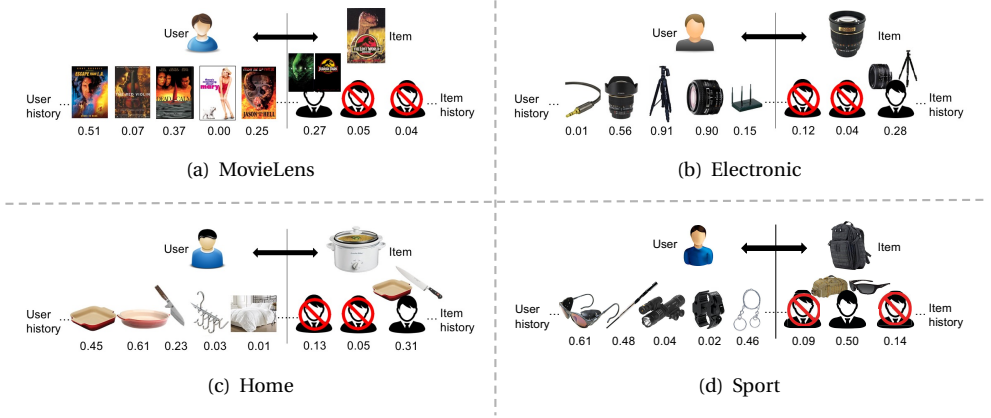 User
Item
User
history
Item
history
0.51 0.07 0.37 0.00 0.25 0.27 0.05 0.04
(a) MovieLens
User
Item
User
history
Item
history
0.01 0.56 0.91 0.90 0.15 0.12 0.04 0.28
(b) Electronic
User
Item
User
history
Item
history
0.45 0.61 0.23 0.03 0.01 0.13 0.05 0.31
(c) Home
User
Item
User
history
Item
history
0.61 0.48 0.04 0.02 0.46 0.09 0.50 0.14
(d) Sport